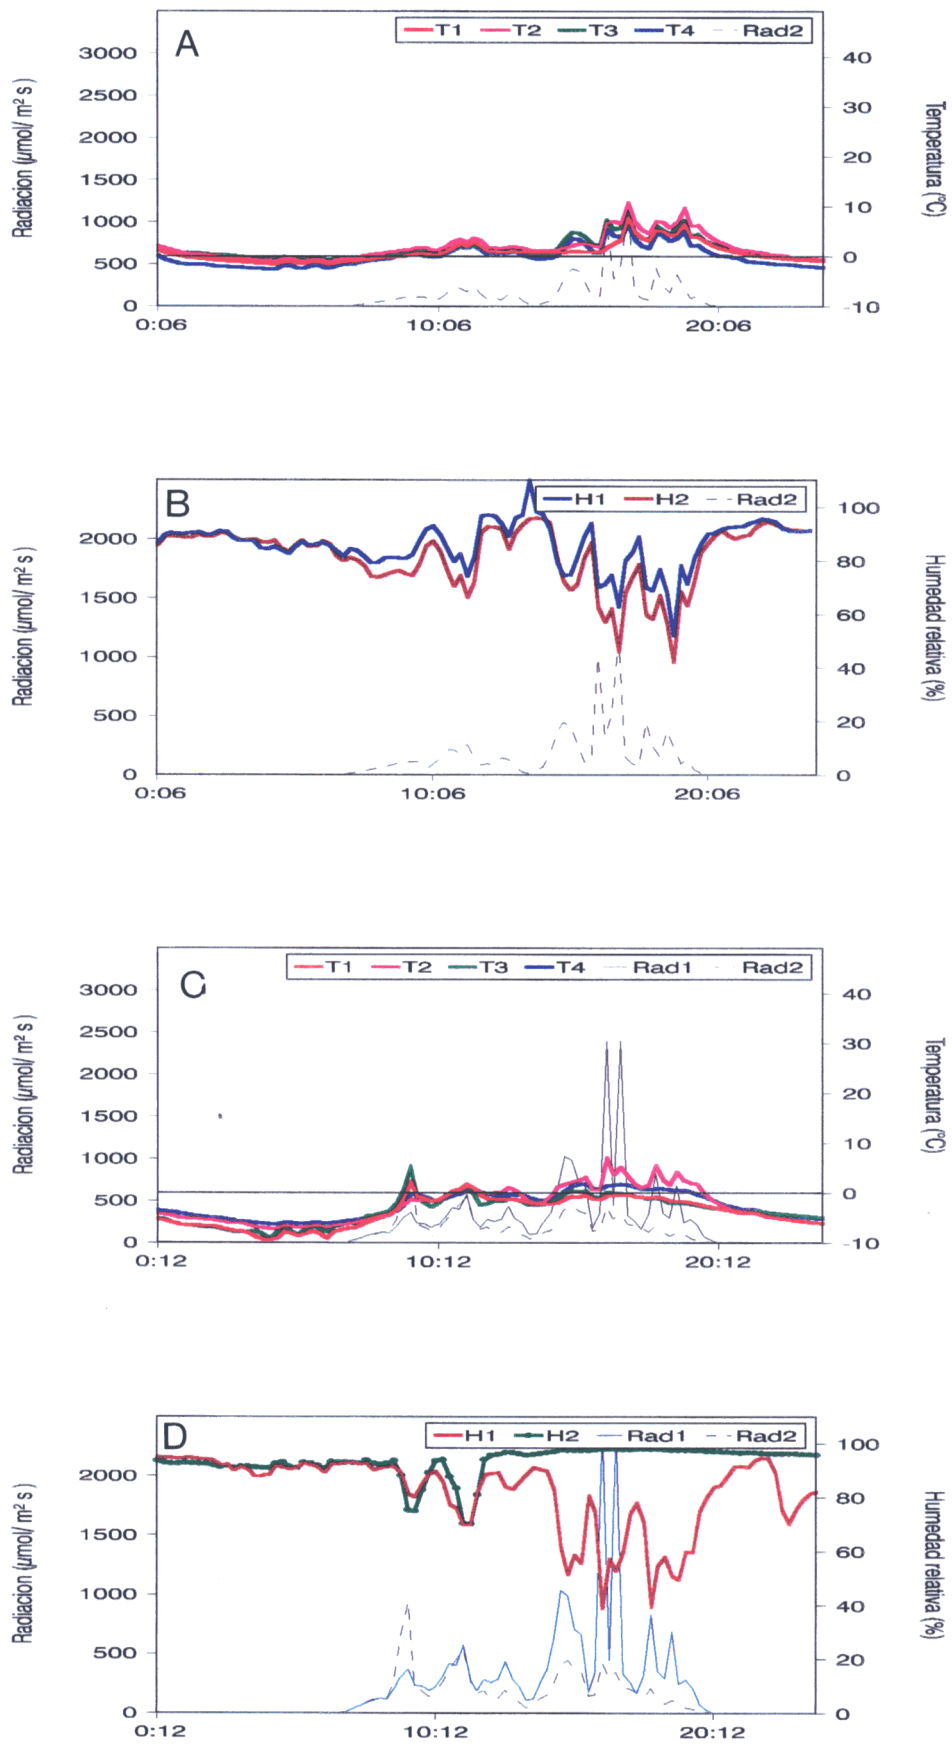 A
T1 T2 T3 T4 Rad2
3000
2500
2000
1500
1000
500
0
40
30
20
10
0
-10
0:06 10:06 20:06
Radiacion (µmol/ m² s )
Temperatura (°C)
B
H1 H2 Rad2
2000
1500
1000
500
0
100
80
60
40
20
0
0:06 10:06 20:06
Radiacion (µmol/ m² s )
Humedad relativa (%)
C
T1 T2 T3 T4 Rad1 Rad2
3000
2500
2000
1500
1000
500
0
40
30
20
10
0
-10
0:12 10:12 20:12
Radiacion (µmol/ m² s )
Temperatura (°C)
D
H1 H2 Rad1 Rad2
2000
1500
1000
500
0
100
80
60
40
20
0
0:12 10:12 20:12
Radiacion (µmol/ m² s )
Humedad relativa (%)